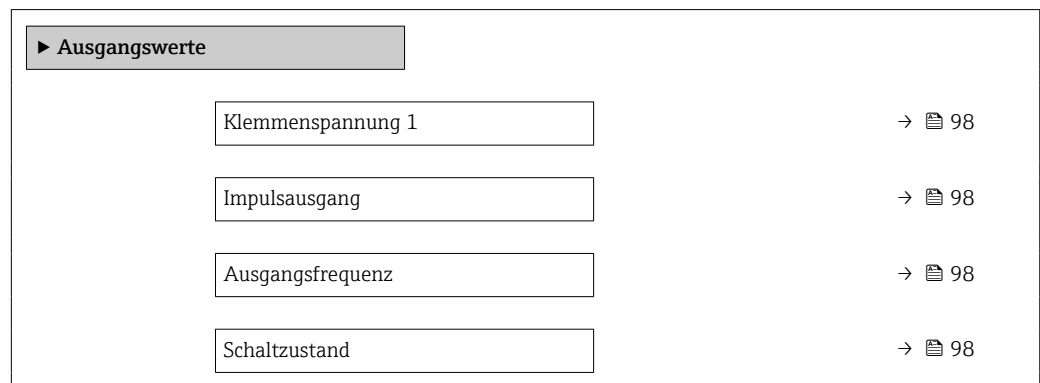 ▶ Ausgangswerte
Klemmenspannung 1 → 98
Impulsausgang → 98
Ausgangsfrequenz → 98
Schaltzustand → 98